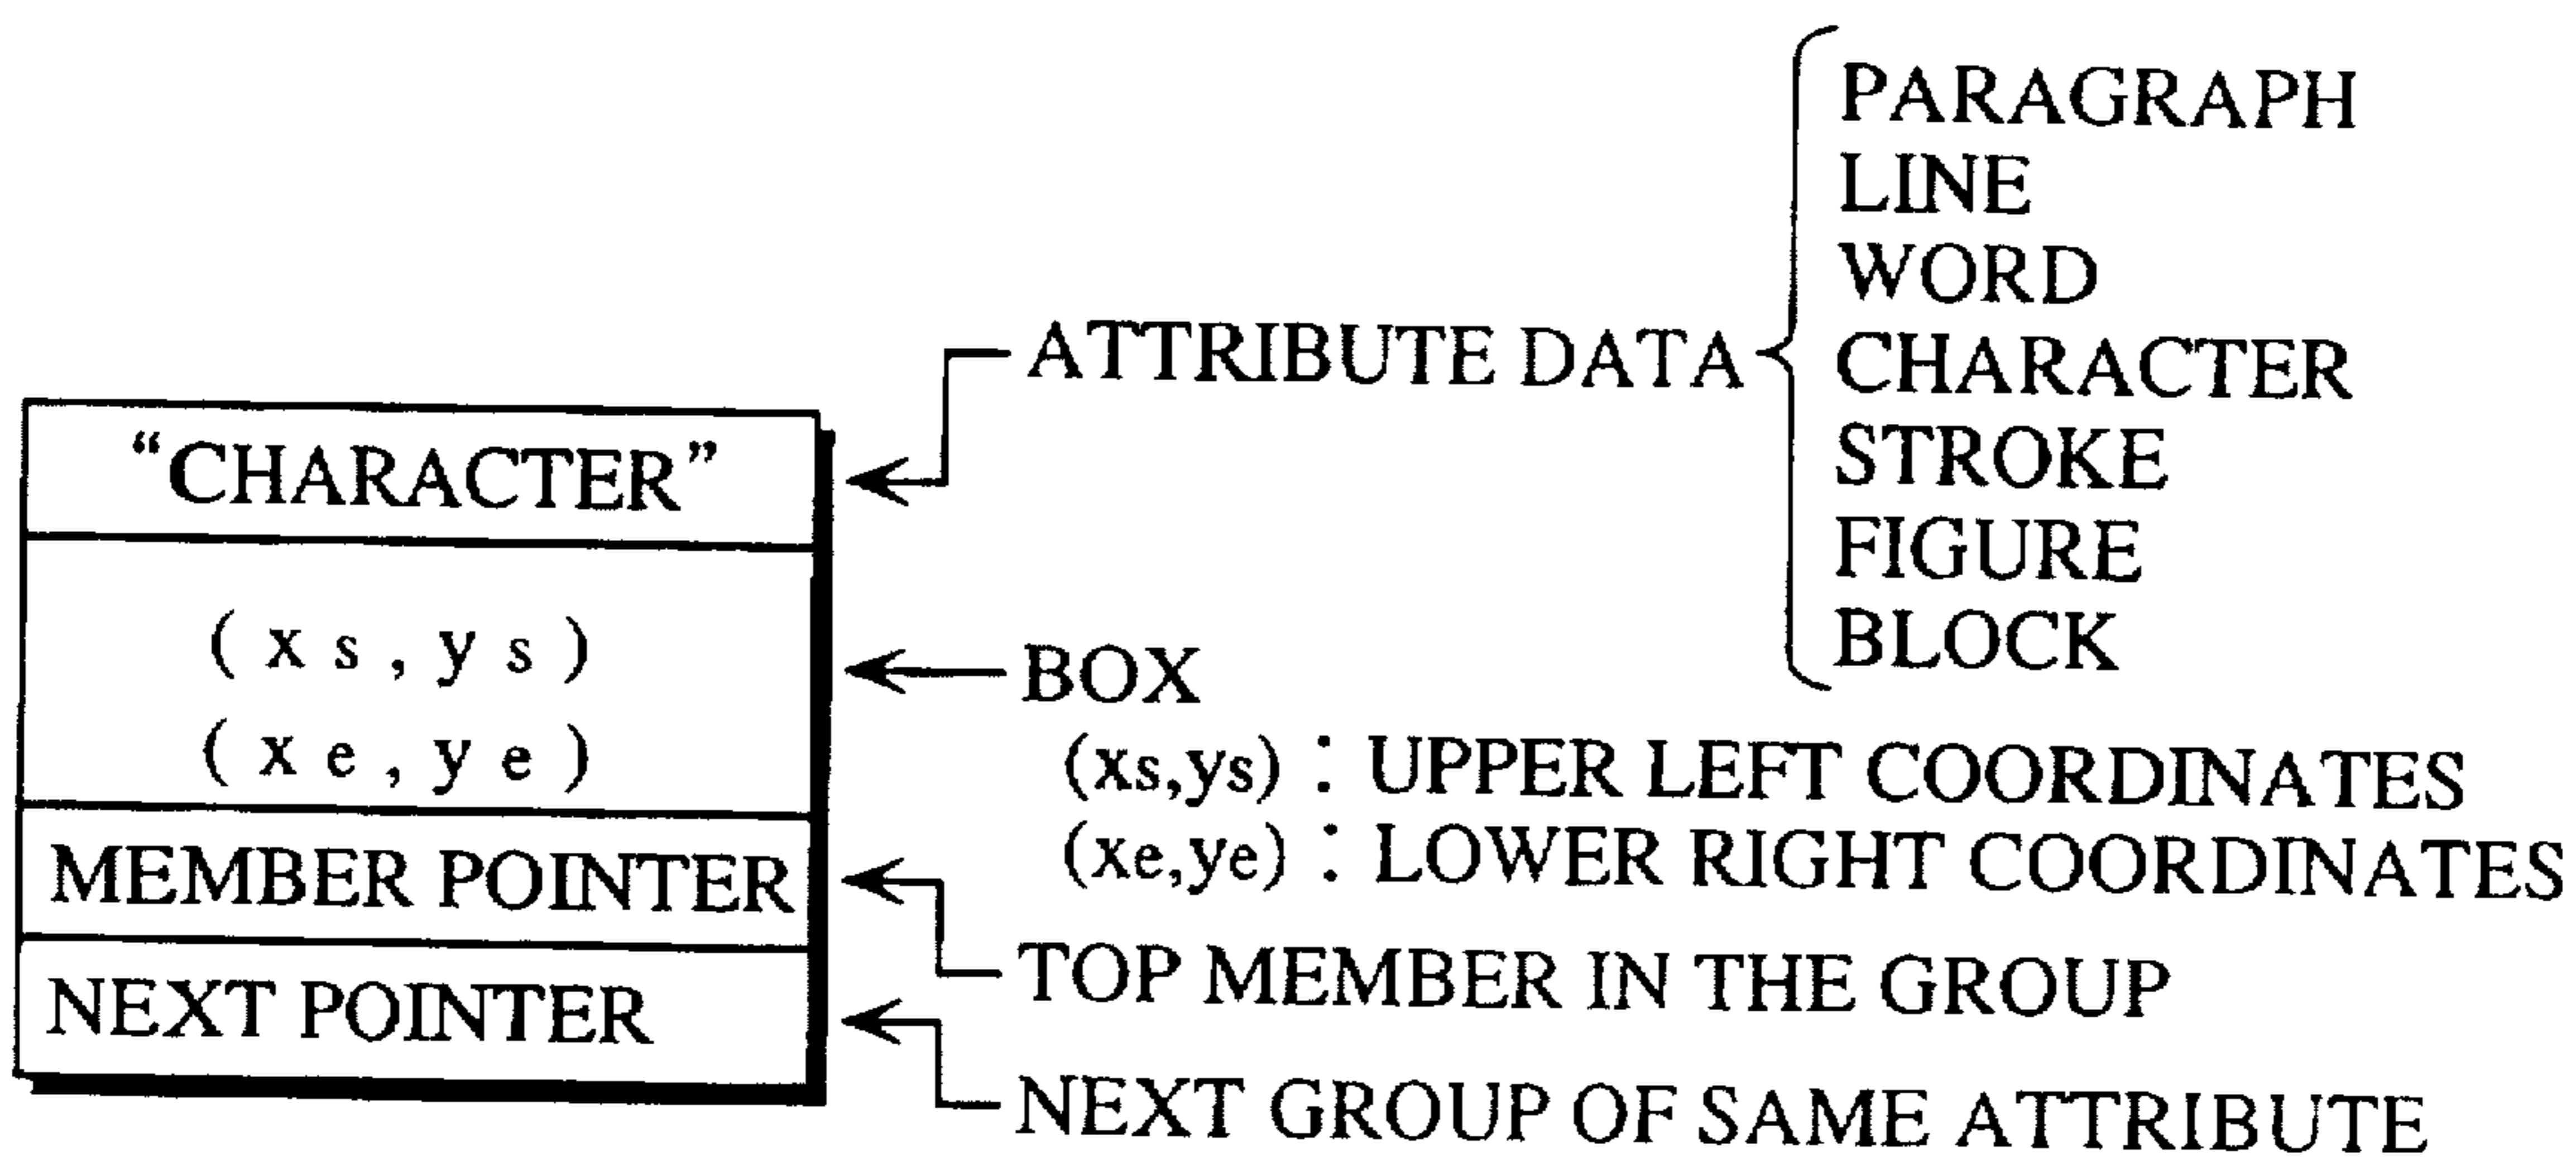 PARAGRAPH
LINE
WORD
ATTRIBUTE DATA
CHARACTER
STROKE
FIGURE
BLOCK
“CHARACTER”
(xs,ys)
(xe,ye)
BOX
(xs,ys) : UPPER LEFT COORDINATES
(xe,ye) : LOWER RIGHT COORDINATES
MEMBER POINTER
TOP MEMBER IN THE GROUP
NEXT POINTER
NEXT GROUP OF SAME ATTRIBUTE